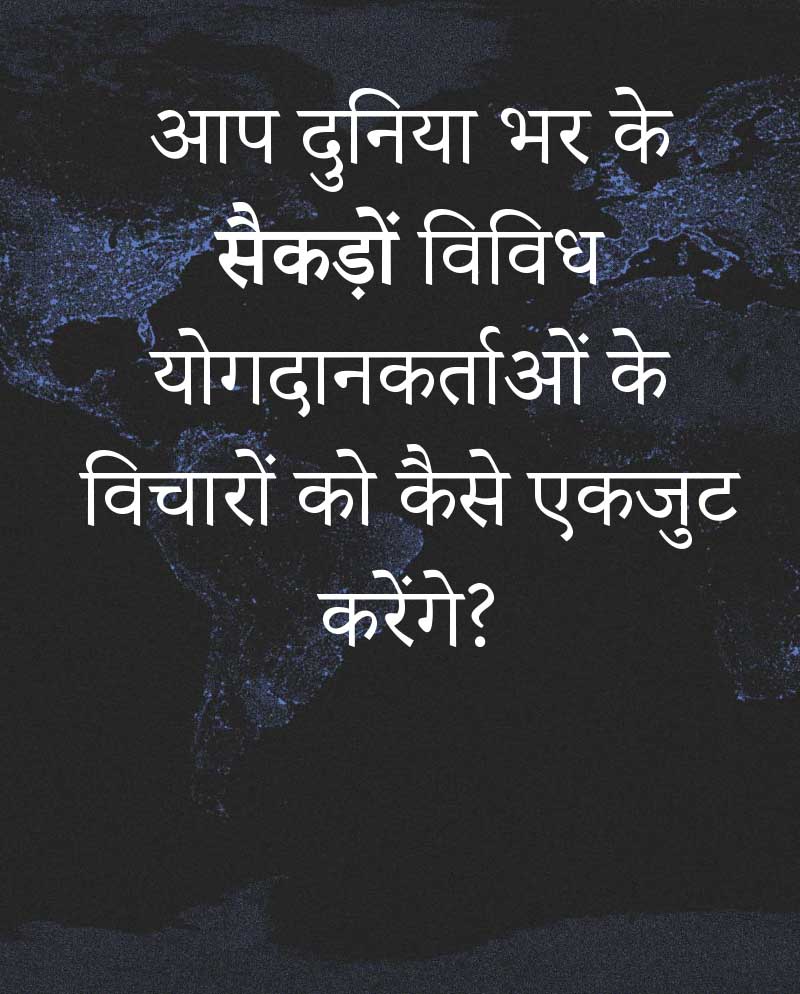 आप दुनिया भर के
सैकड़ों विविध
योगदानकर्ताओं के
विचारों को कैसे एकजुट
करेंगे?